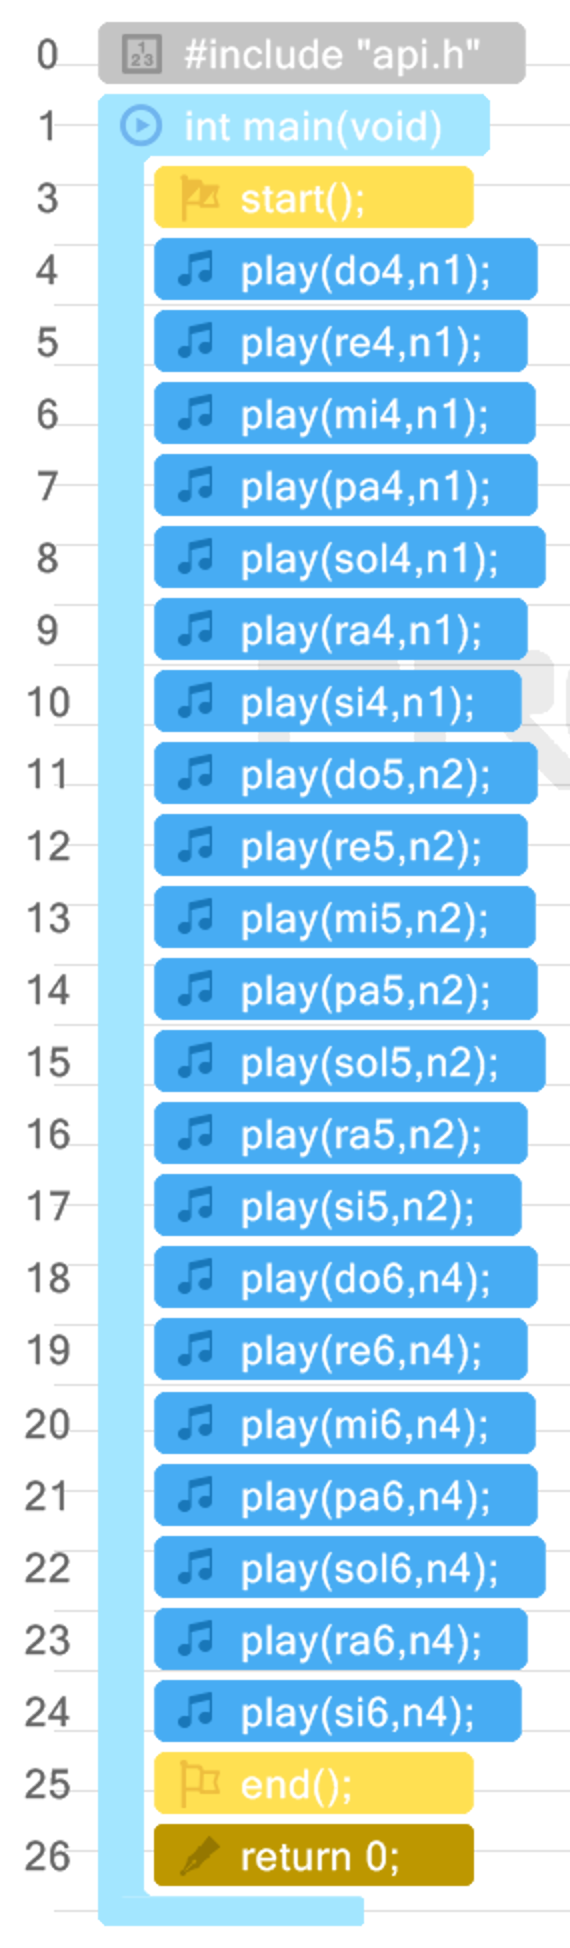 0 #include "api.h"
1 int main(void)
3 start();
4 play(do4,n1);
5 play(re4,n1);
6 play(mi4,n1);
7 play(pa4,n1);
8 play(sol4,n1);
9 play(ra4,n1);
10 play(si4,n1);
11 play(do5,n2);
12 play(re5,n2);
13 play(mi5,n2);
14 play(pa5,n2);
15 play(sol5,n2);
16 play(ra5,n2);
17 play(si5,n2);
18 play(do6,n4);
19 play(re6,n4);
20 play(mi6,n4);
21 play(pa6,n4);
22 play(sol6,n4);
23 play(ra6,n4);
24 play(si6,n4);
25 end();
26 return 0;